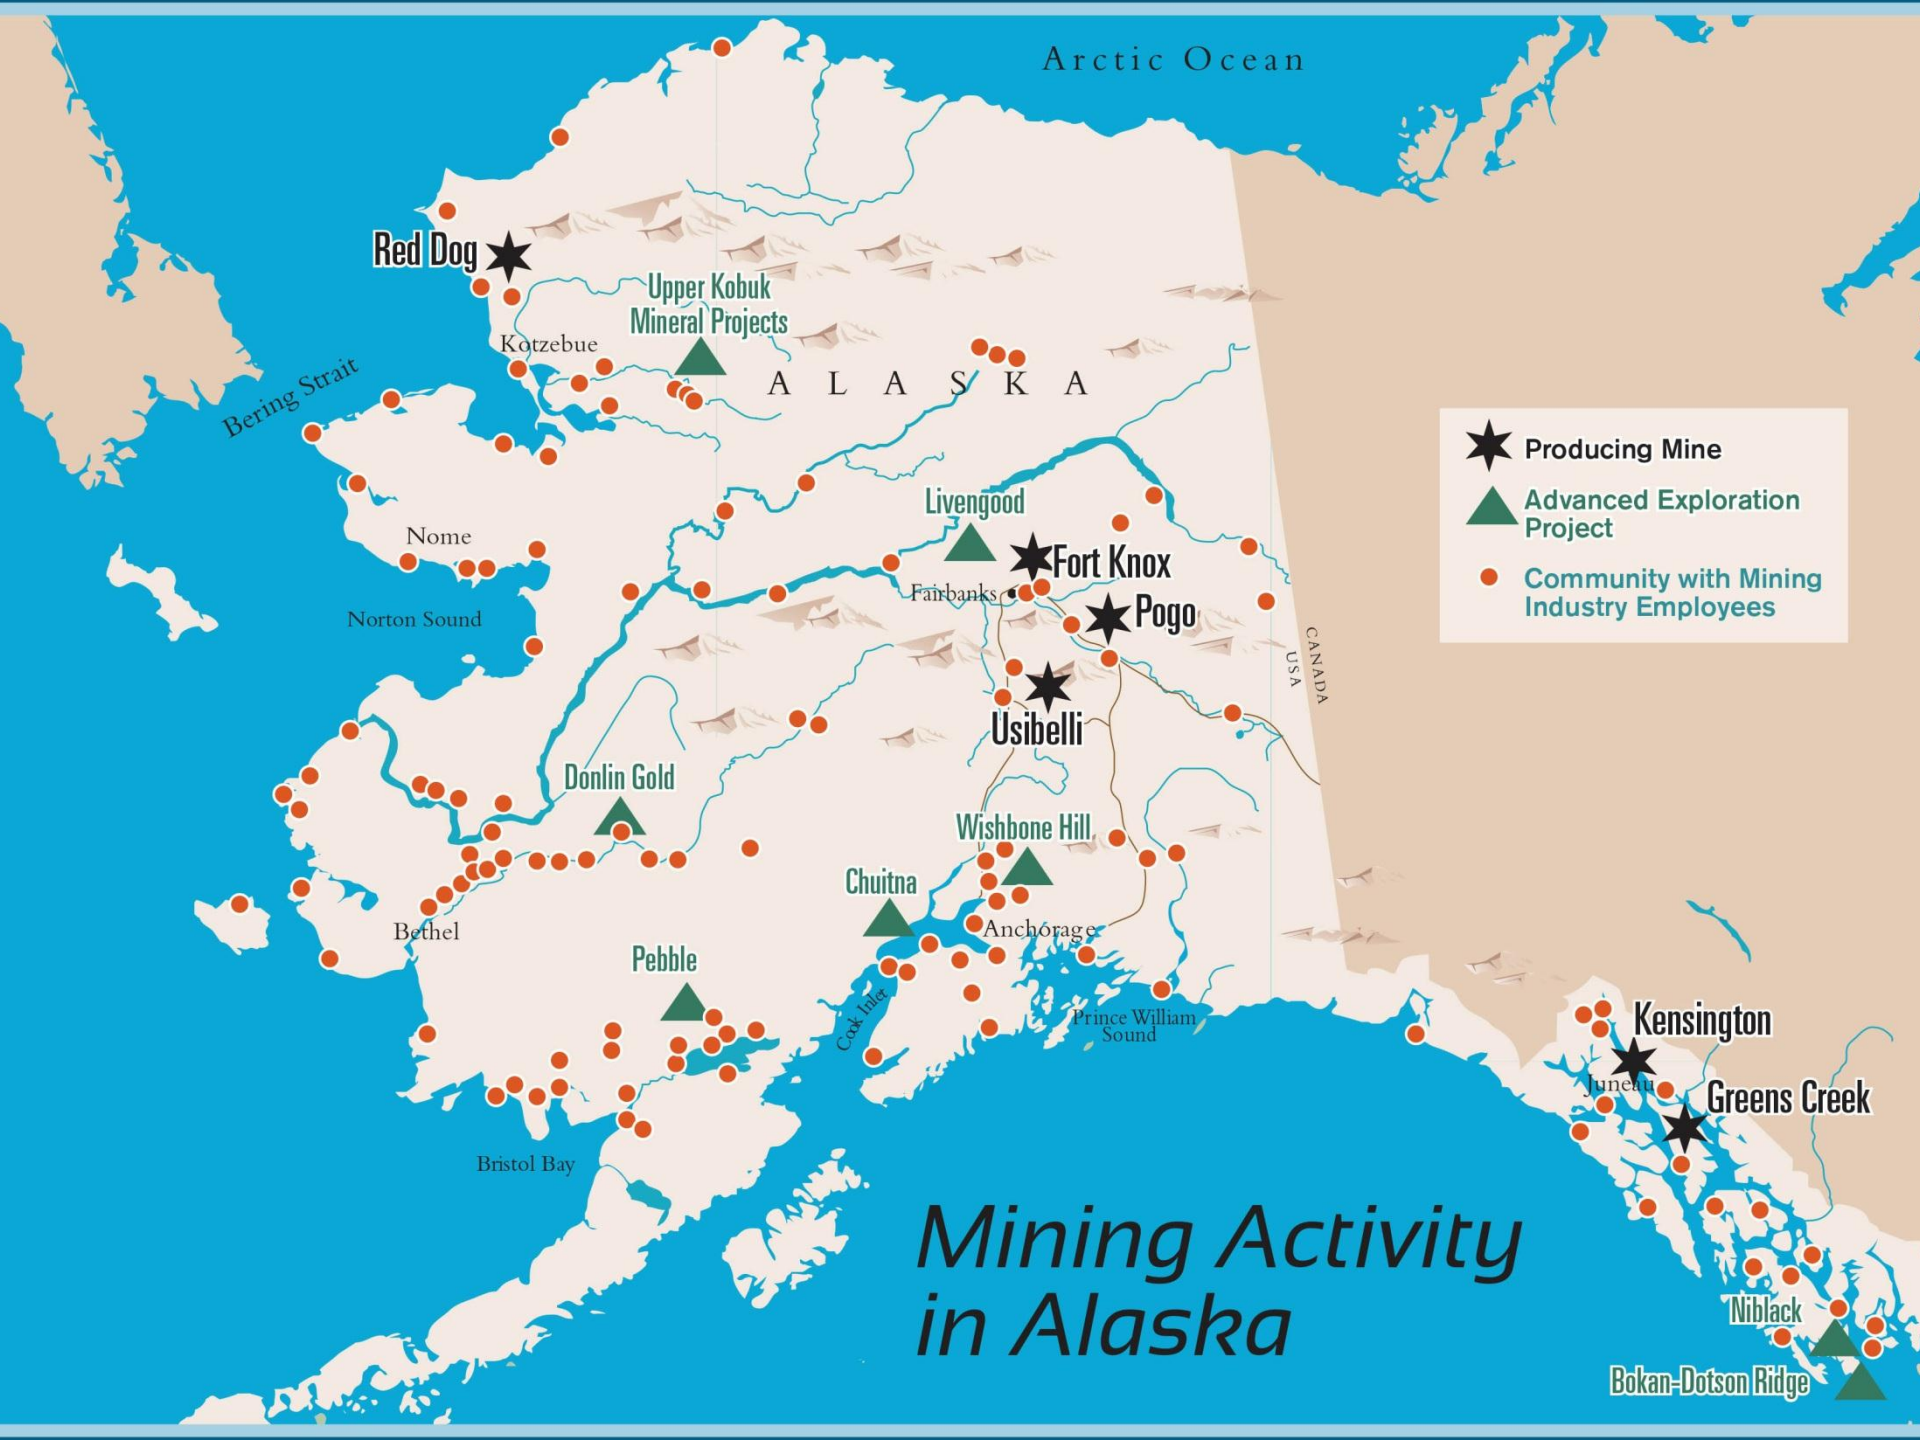 Arctic Ocean
Red Dog
Upper Kobuk
Mineral Projects
Kotzebue
Bering Strait
ALASKA
Producing Mine
Advanced Exploration
Project
Community with Mining
Industry Employees
Livengood
Nome
Fort Knox
Fairbanks
Pogo
Norton Sound
CANADA
USA
Usibelli
Donlin Gold
Wishbone Hill
Chuitna
Bethel
Anchorage
Pebble
Cook Inlet
Prince William
Sound
Kensington
Juneau
Greens Creek
Bristol Bay
Mining Activity
in Alaska
Niblack
Bokan-Dotson Ridge